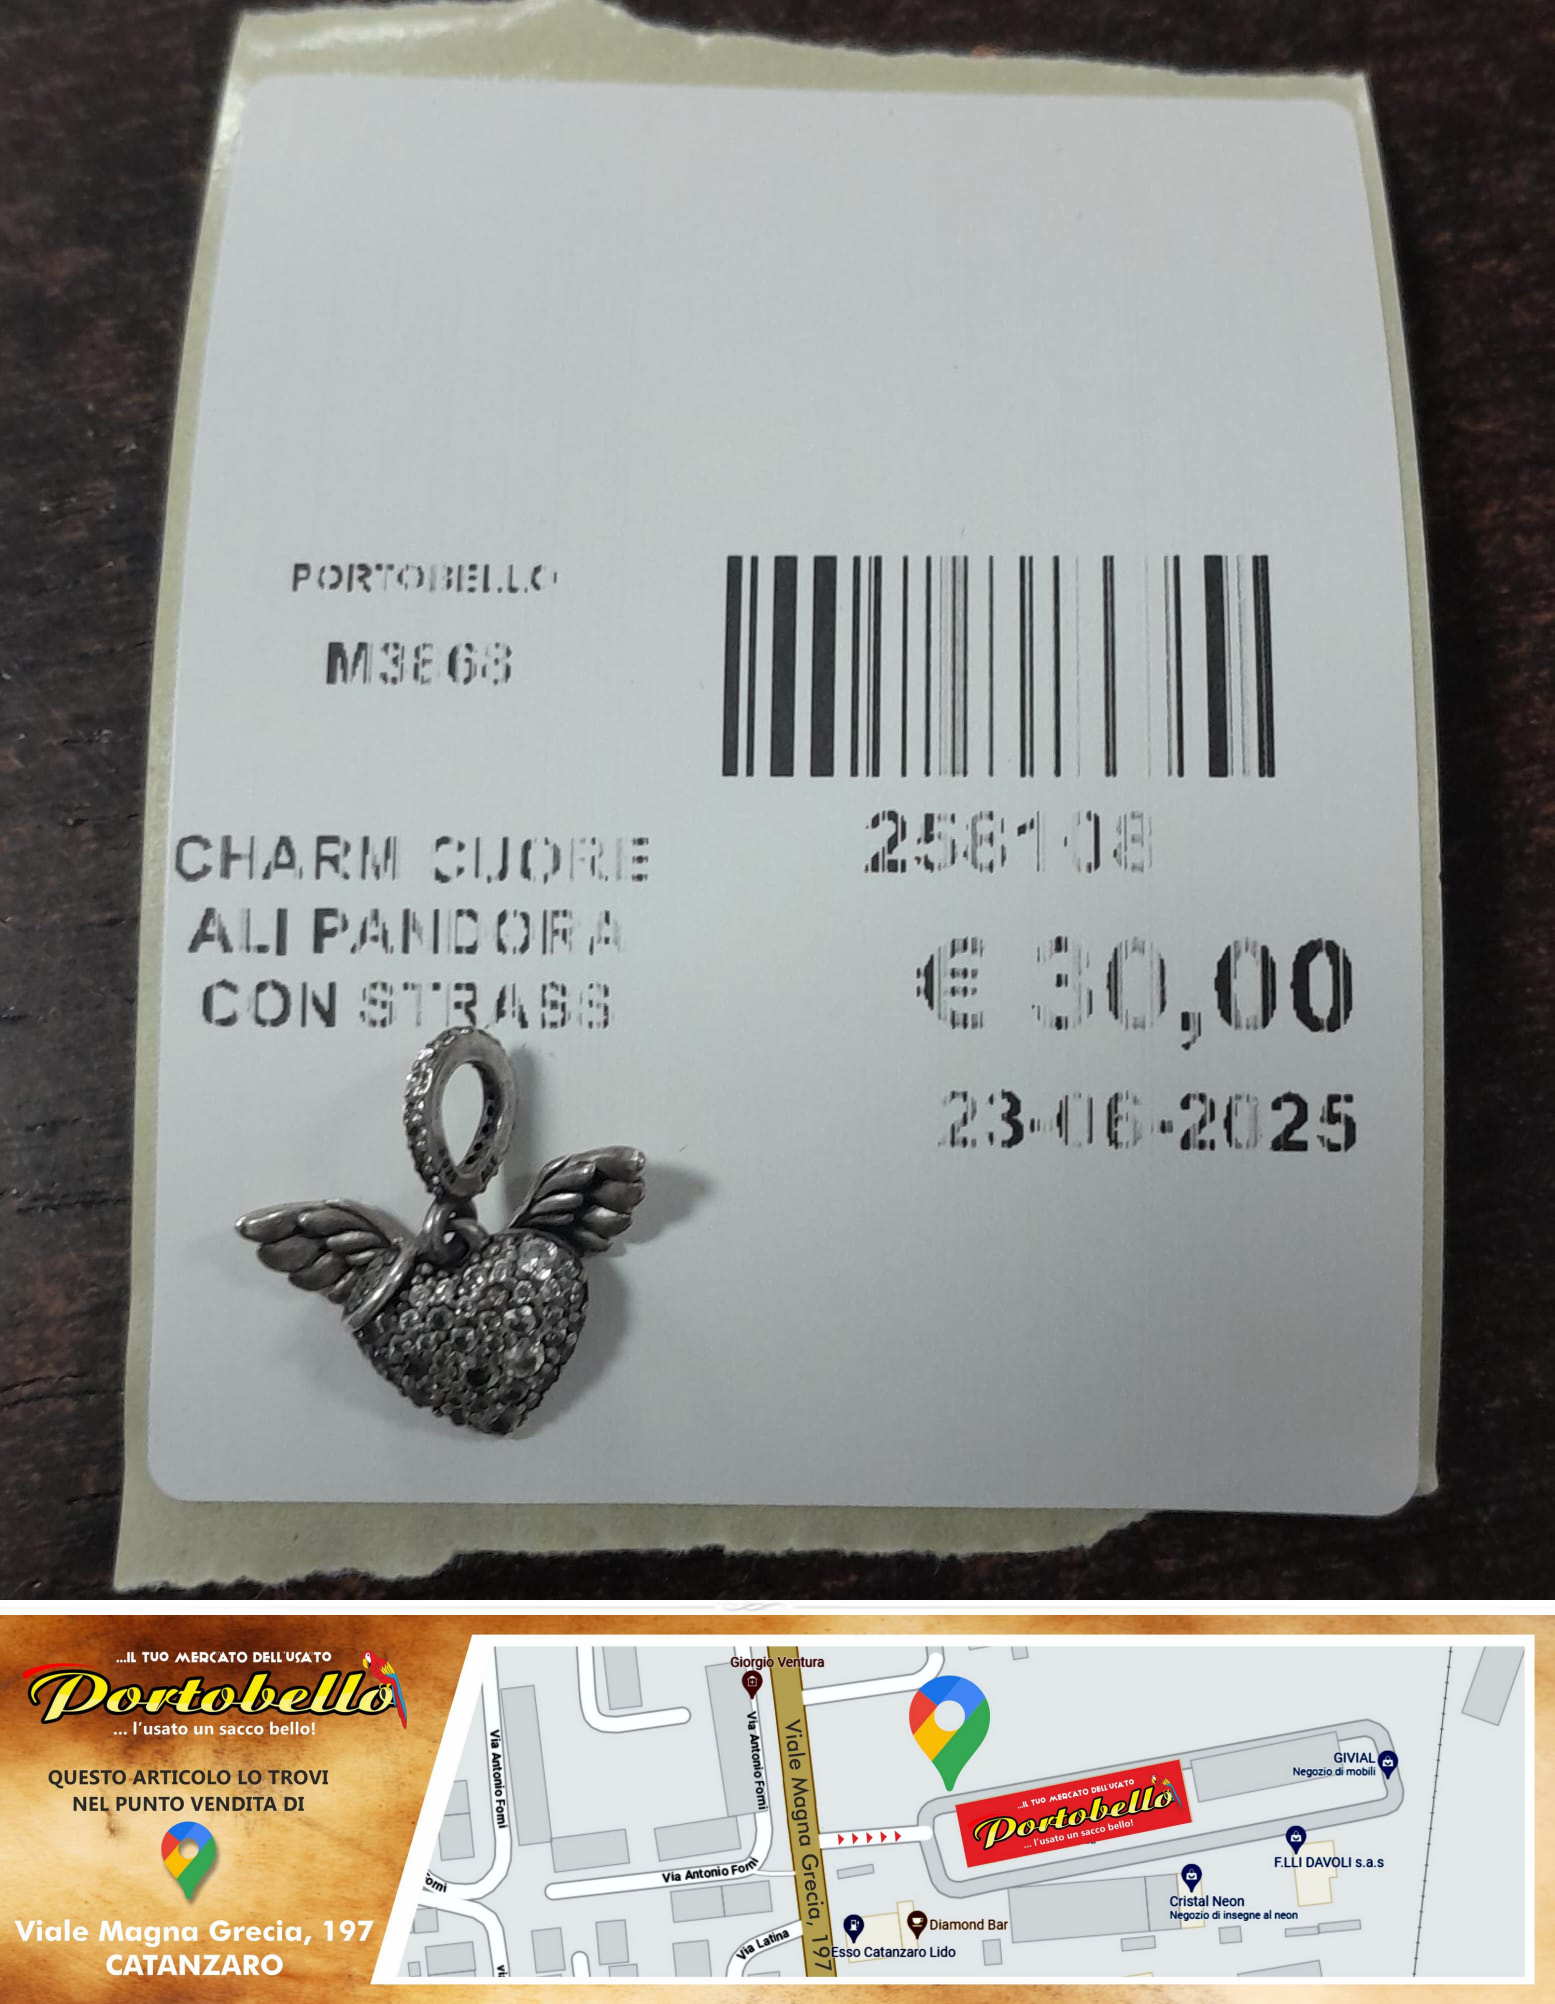 PORTOBELLO
M3868
CHARM CUORE
ALI PANDORA
CON STRASS
256108
€ 30,00
23-06-2025
...IL TUO MERCATO DELL'USATO
Portobello
... l'usato un sacco bello!
QUESTO ARTICOLO LO TROVI
NEL PUNTO VENDITA DI
Viale Magna Grecia, 197
CATANZARO
Giorgio Ventura
Via Antonio Forni
Via Antonio Forni
Viale Magna Grecia, 197
GIVIAL
Negozio di mobili
...IL TUO MERCATO DELL'USATO
Portobello
... l'usato un sacco bello!
F.LLI DAVOLI s.a.s
Via Antonio Forni
Forni
Cristal Neon
Negozio di insegne al neon
Diamond Bar
Esso Catanzaro Lido
Via Latina